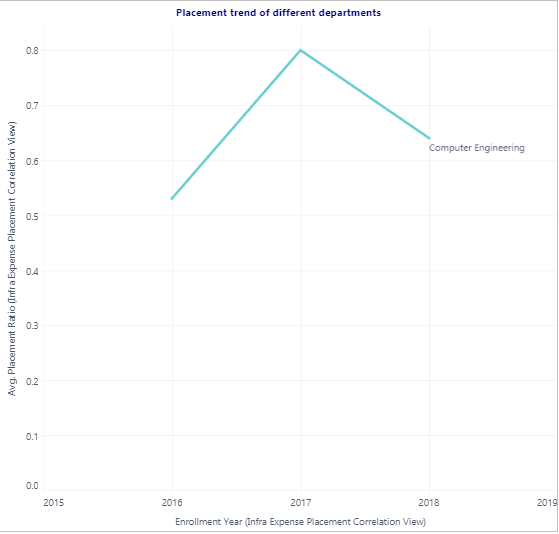 Placement trend of different departments
Avg. Placement Ratio (Infra Expense Placement Correlation View)
0.8
0.7
0.6
0.5
0.4
0.3
0.2
0.1
0.0
Computer Engineering
2015 2016 2017 2018 2019
Enrollment Year (Infra Expense Placement Correlation View)